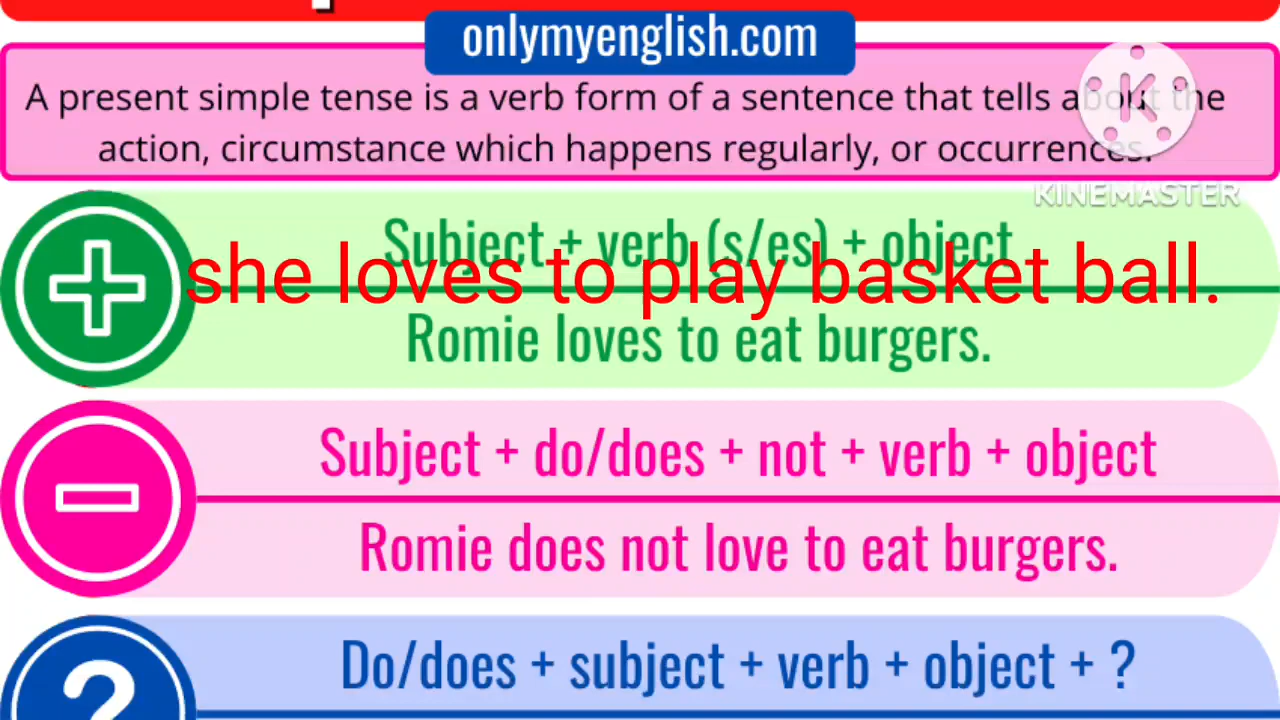 onlymyenglish.com
A present simple tense is a verb form of a sentence that tells about the
action, circumstance which happens regularly, or occurrences.
KINEMASTER
Subject + verb (s/es) + object
she loves to play basket ball.
Romie loves to eat burgers.
Subject + do/does + not + verb + object
Romie does not love to eat burgers.
Do/does + subject + verb + object + ?